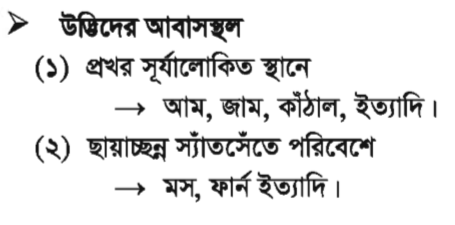 ➢ উদ্ভিদের আবাসস্থল
(১) প্রখর সূর্যালোকিত স্থানে
→ আম, জাম, কাঁঠাল, ইত্যাদি।
(২) ছায়াচ্ছন্ন স্যাঁতসেঁতে পরিবেশে
→ মস, ফার্ন ইত্যাদি।